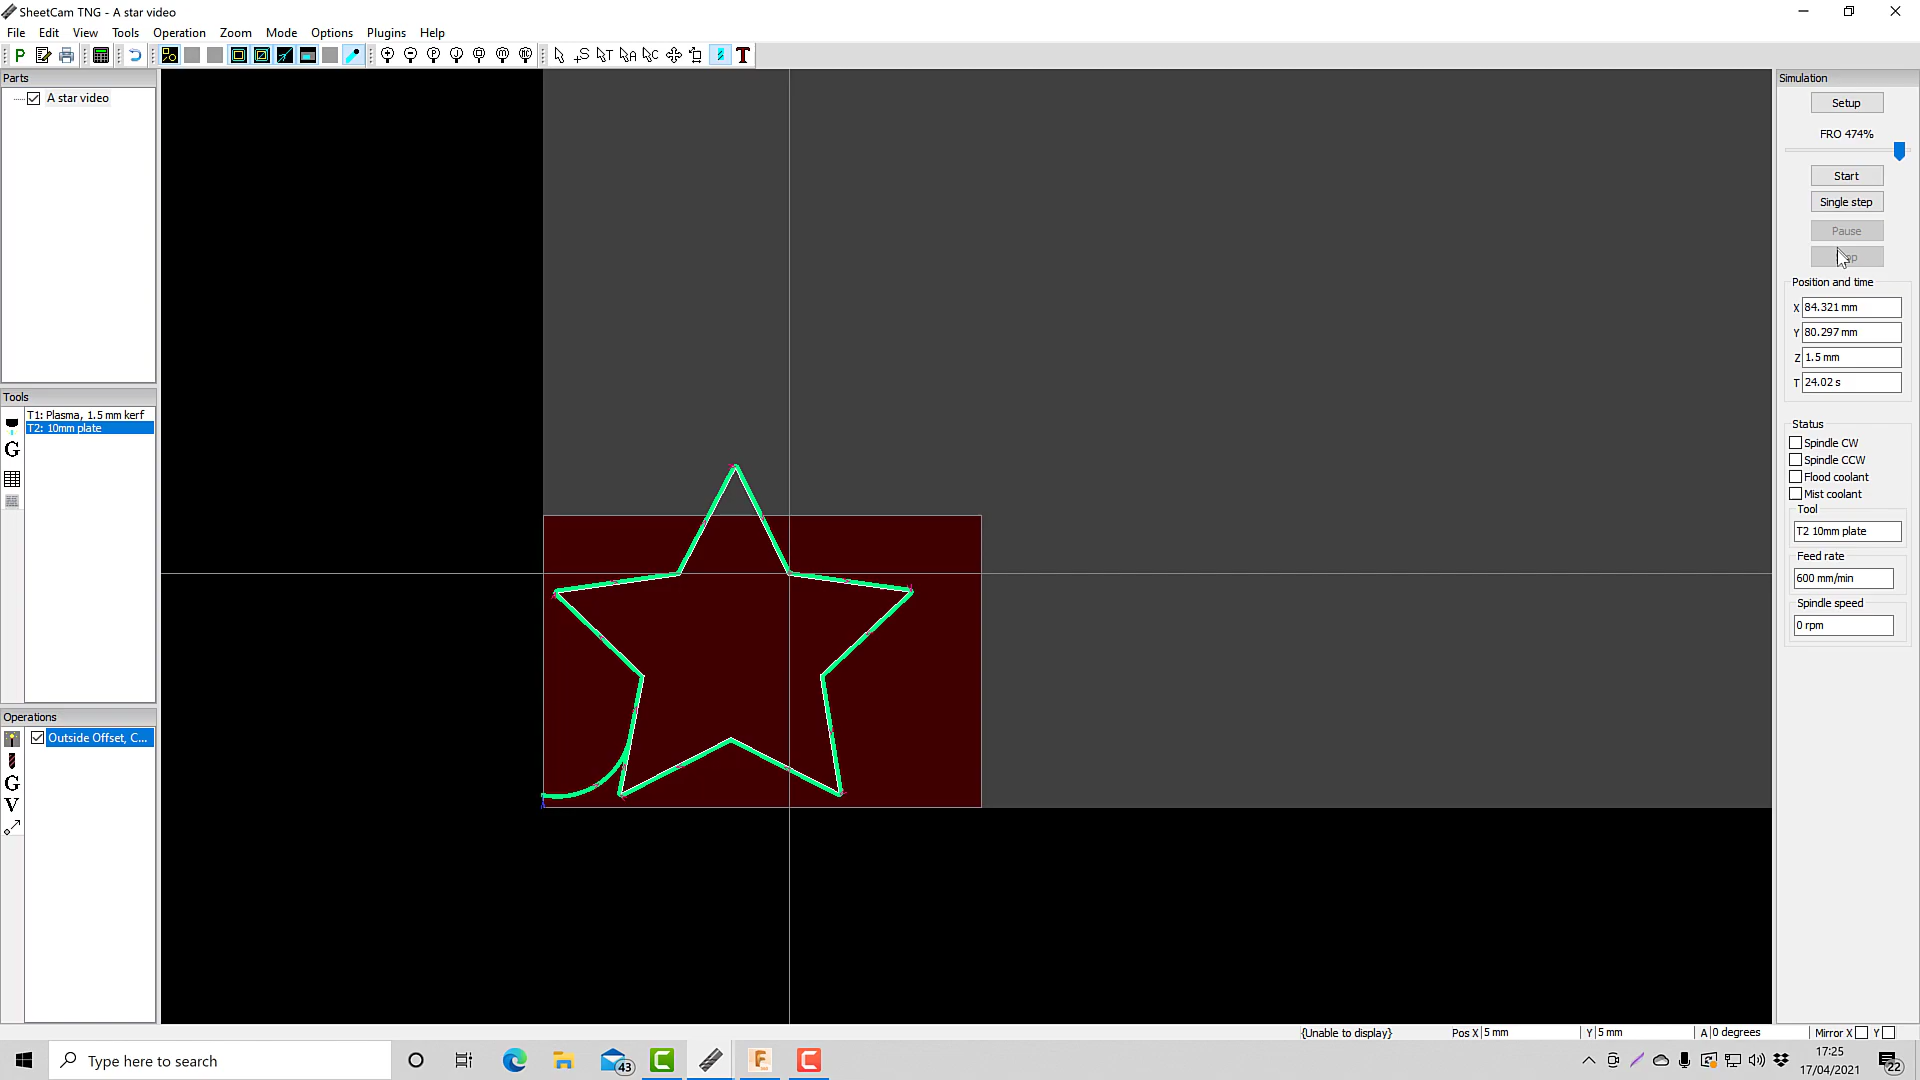 SheetCam TNG - A star video
File Edit View Tools Operation Zoom Mode Options Plugins Help
P S T A C T
Parts
A star video
Tools
T1: Plasma, 1.5 mm kerf
T2: 10mm plate
G
Operations
Outside Offset, C...
G
V
Simulation
Setup
FRO 474%
Start
Single step
Pause
Position and time
X 84.321 mm
Y 80.297 mm
Z 1.5 mm
T 24.02 s
Status
Spindle CW
Spindle CCW
Flood coolant
Mist coolant
Tool
T2 10mm plate
Feed rate
600 mm/min
Spindle speed
0 rpm
{Unable to display} Pos X 5 mm Y 5 mm A 0 degrees Mirror X Y
Type here to search
43
17:25
17/04/2021
22